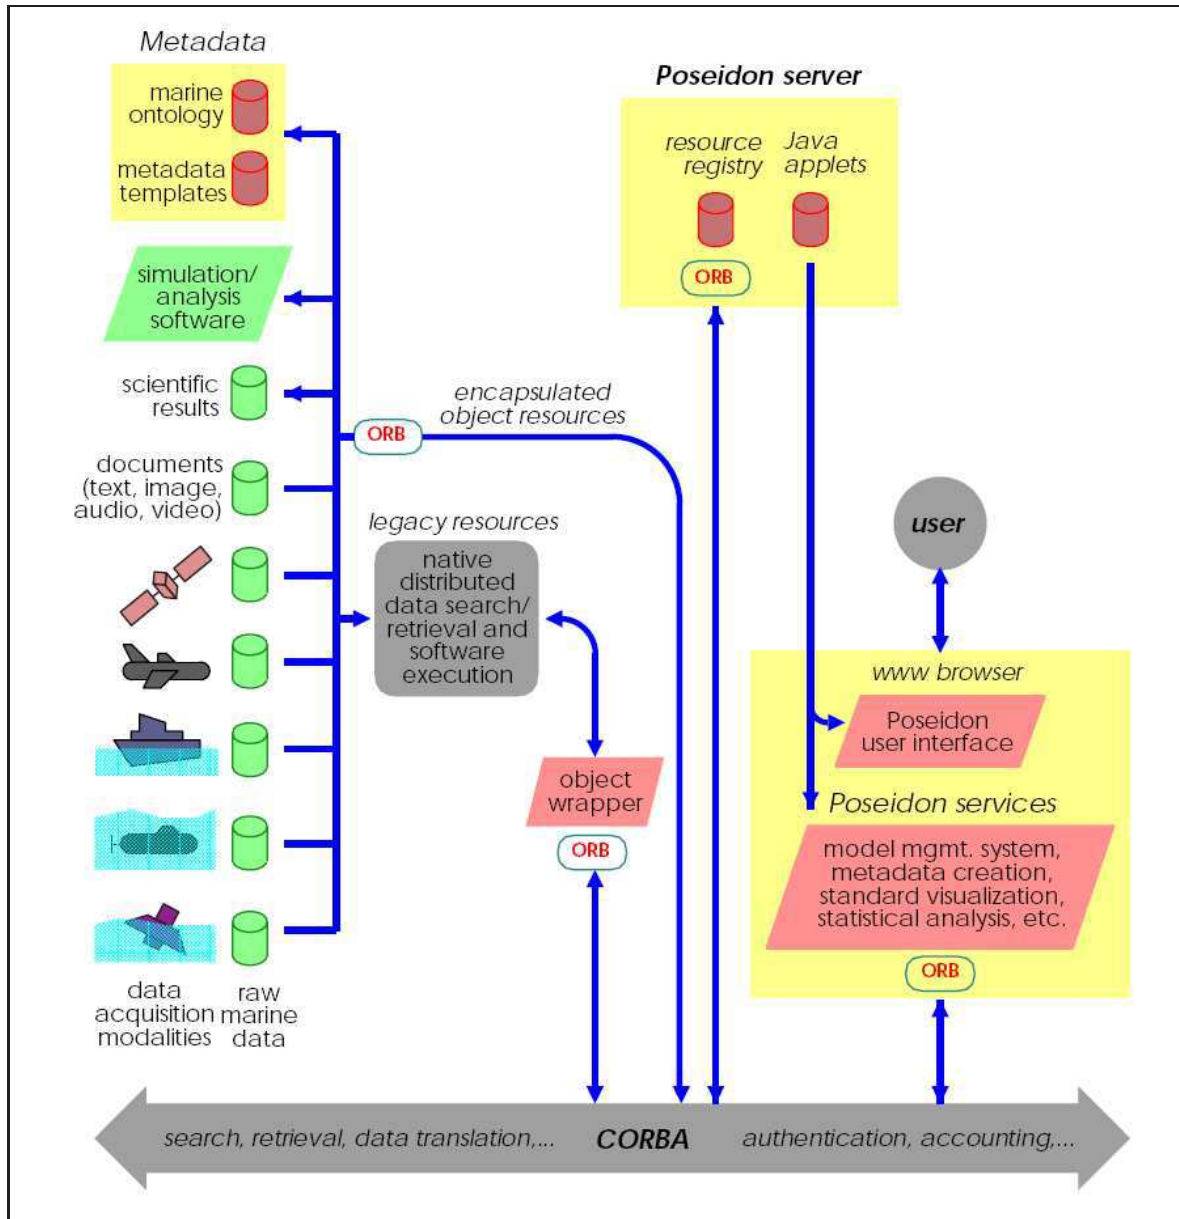 Metadata
marine
ontology
metadata
templates
simulation/
analysis
software
scientific
results
documents
(text, image,
audio, video)
data
acquisition
modalities
raw
marine
data
ORB
encapsulated
object resources
legacy resources
native
distributed
data search/
retrieval and
software
execution
object
wrapper
ORB
Poseidon server
resource
registry
Java
applets
ORB
user
www browser
Poseidon
user interface
Poseidon services
model mgmt. system,
metadata creation,
standard visualization,
statistical analysis, etc.
ORB
search, retrieval, data translation,... CORBA authentication, accounting,...